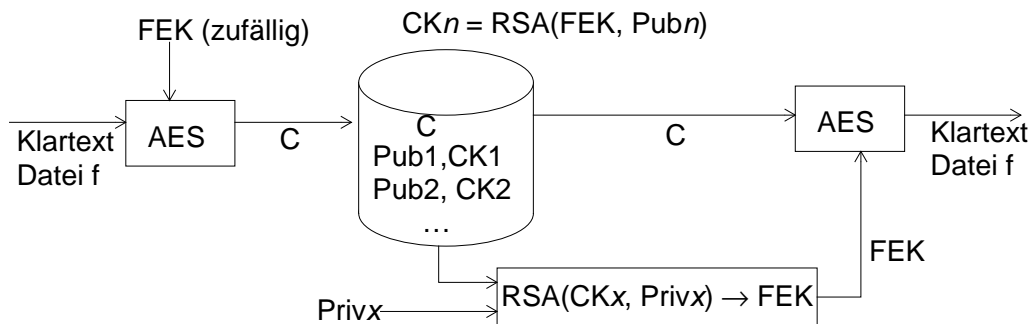 FEK (zufällig)
CKn = RSA(FEK, Pubn)
Klartext
Datei f
AES
C
C
Pub1,CK1
Pub2, CK2
…
C
AES
Klartext
Datei f
FEK
Privx
RSA(CKx, Privx) → FEK